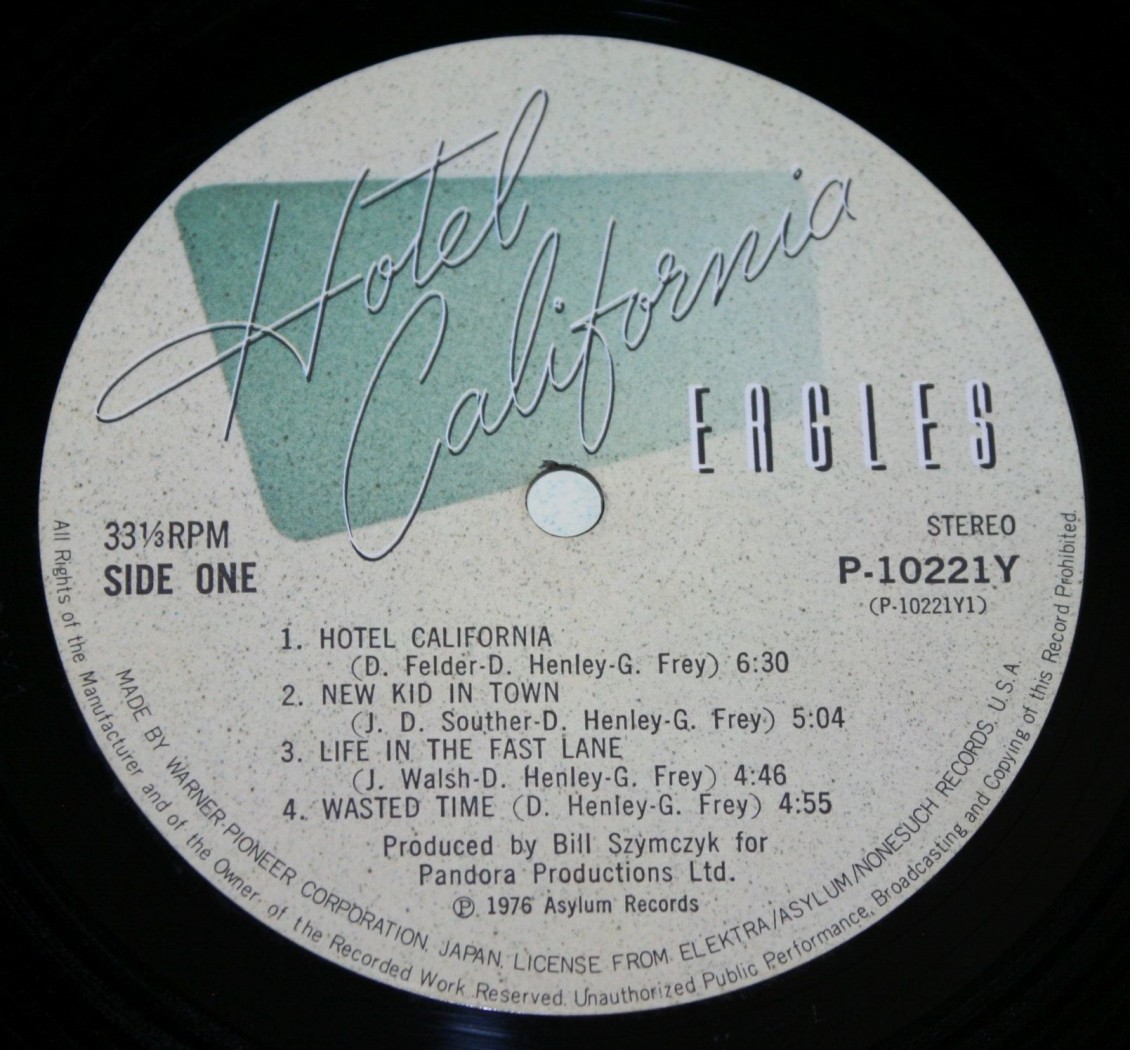 Hotel
California
EAGLES
33⅓RPM
SIDE ONE
STEREO
P-10221Y
(P-10221Y1)
1. HOTEL CALIFORNIA
(D. Felder-D. Henley-G. Frey) 6:30
2. NEW KID IN TOWN
(J. D. Souther-D. Henley-G. Frey) 5:04
3. LIFE IN THE FAST LANE
(J. Walsh-D. Henley-G. Frey) 4:46
4. WASTED TIME (D. Henley-G. Frey) 4:55
Produced by Bill Szymczyk for
Pandora Productions Ltd.
Ⓟ 1976 Asylum Records
MADE BY WARNER-PIONEER CORPORATION, JAPAN. LICENSE FROM ELEKTRA/ASYLUM/NONESUCH RECORDS. U.S.A
All Rights of the Manufacturer and of the Owner of the Recorded Work Reserved. Unauthorized Public Performance, Broadcasting and Copying of this Record Prohibited.